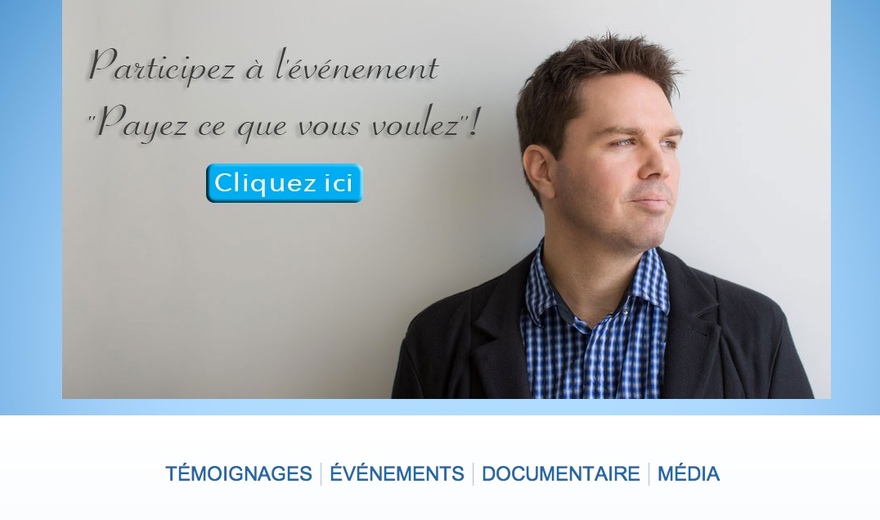 Participez à l'événement
"Payez ce que vous voulez"!
Cliquez ici
TÉMOIGNAGES | ÉVÉNEMENTS | DOCUMENTAIRE | MÉDIA